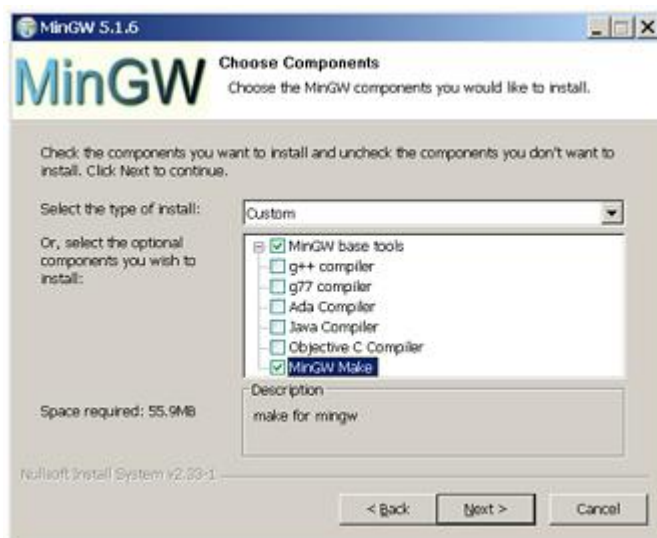 MinGW 5.1.6
MinGW
Choose Components
Choose the MinGW components you would like to install.
Check the components you want to install and uncheck the components you don't want to
install. Click Next to continue.
Select the type of install:
Custom
Or, select the optional
components you wish to
install:
MinGW base tools
g++ compiler
g77 compiler
Ada Compiler
Java Compiler
Objective C Compiler
MinGW Make
Space required: 55.9MB
Description
make for mingw
Nullsoft Install System v2.33-1
< Back
Next >
Cancel